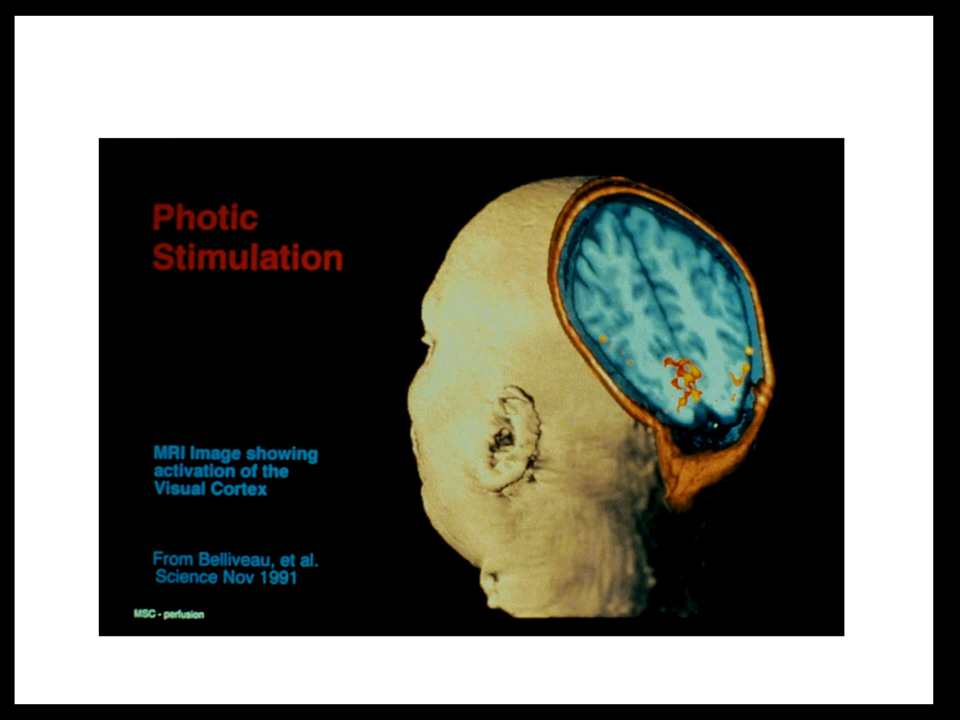 Photic
Stimulation
MRI Image showing
activation of the
Visual Cortex
From Belliveau, et al.
Science Nov 1991
MSC - perfusion